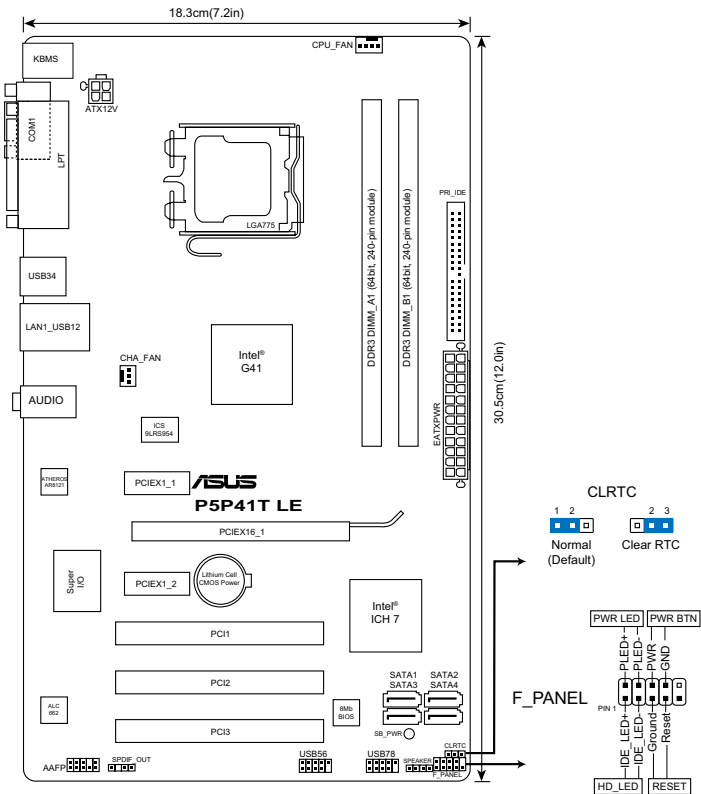 18.3cm(7.2in)
CPU_FAN
KBMS
ATX12V
COM1
LPT
LGA775
DDR3 DIMM_A1 (64bit, 240-pin module)
DDR3 DIMM_B1 (64bit, 240-pin module)
PRI_IDE
30.5cm(12.0in)
USB34
LAN1_USB12
CHA_FAN
Intel®
G41
EATXPWR
AUDIO
ICS
9LRS954
ATHEROS
AR8121
PCIEX1_1
ASUS
P5P41T LE
PCIEX16_1
Super
I/O
PCIEX1_2
Lithium Cell
CMOS Power
Intel®
ICH 7
PCI1
PCI2
PCI3
SATA1 SATA2
SATA3 SATA4
ALC
662
8Mb
BIOS
SB_PWR
AAFP
SPDIF_OUT
USB56
USB78
SPEAKER
CLRTC
F_PANEL
CLRTC
1 2
2 3
Normal
(Default)
Clear RTC
PWR LED
PWR BTN
PLED+
PLED-
PWR
GND
F_PANEL
PIN 1
IDE_LED+
IDE_LED-
Ground
Reset
HD_LED
RESET